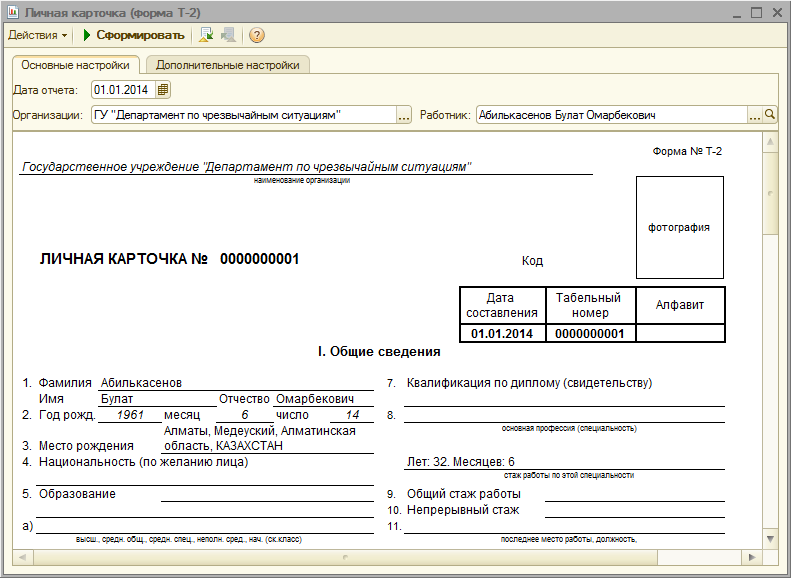 Личная карточка (форма Т-2)
Действия Сформировать ?
Основные настройки Дополнительные настройки
Дата отчета: 01.01.2014
Организации: ГУ "Департамент по чрезвычайным ситуациям" ... Работник: Абилькасенов Булат Омарбекович ...
Форма № Т-2
Государственное учреждение "Департамент по чрезвычайным ситуациям"
наименование организации
фотография
ЛИЧНАЯ КАРТОЧКА № 0000000001 Код
Дата составления Табельный номер Алфавит
01.01.2014 0000000001
I. Общие сведения
1. Фамилия Абилькасенов 7. Квалификация по диплому (свидетельству)
Имя Булат Отчество Омарбекович
2. Год рожд. 1961 месяц 6 число 14 8.
основная профессия (специальность)
Алматы, Медеуский, Алматинская
3. Место рождения область, КАЗАХСТАН
4. Национальность (по желанию лица) Лет: 32. Месяцев: 6
стаж работы по этой специальности
5. Образование 9. Общий стаж работы
10. Непрерывный стаж
а) 11.
высш., средн. общ., средн. спец., неполн. сред., нач. (ск.класс) последнее место работы, должность,